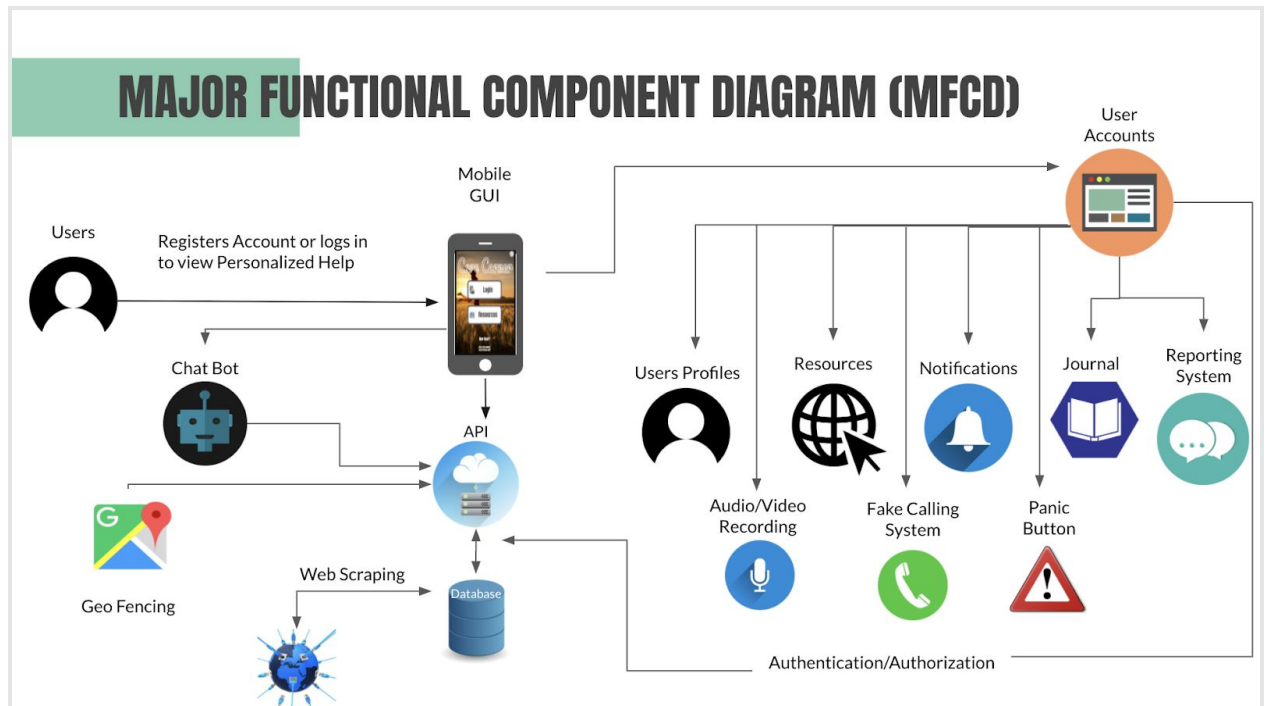 MAJOR FUNCTIONAL COMPONENT DIAGRAM (MFCD)
User
Accounts
Mobile
GUI
Users
Registers Account or logs in
to view Personalized Help
Login
Resources
Chat Bot
API
Users Profiles
Resources
Notifications
Journal
Reporting
System
G
Audio/Video
Recording
Fake Calling
System
Panic
Button
Geo Fencing
Web Scraping
Database
Authentication/Authorization